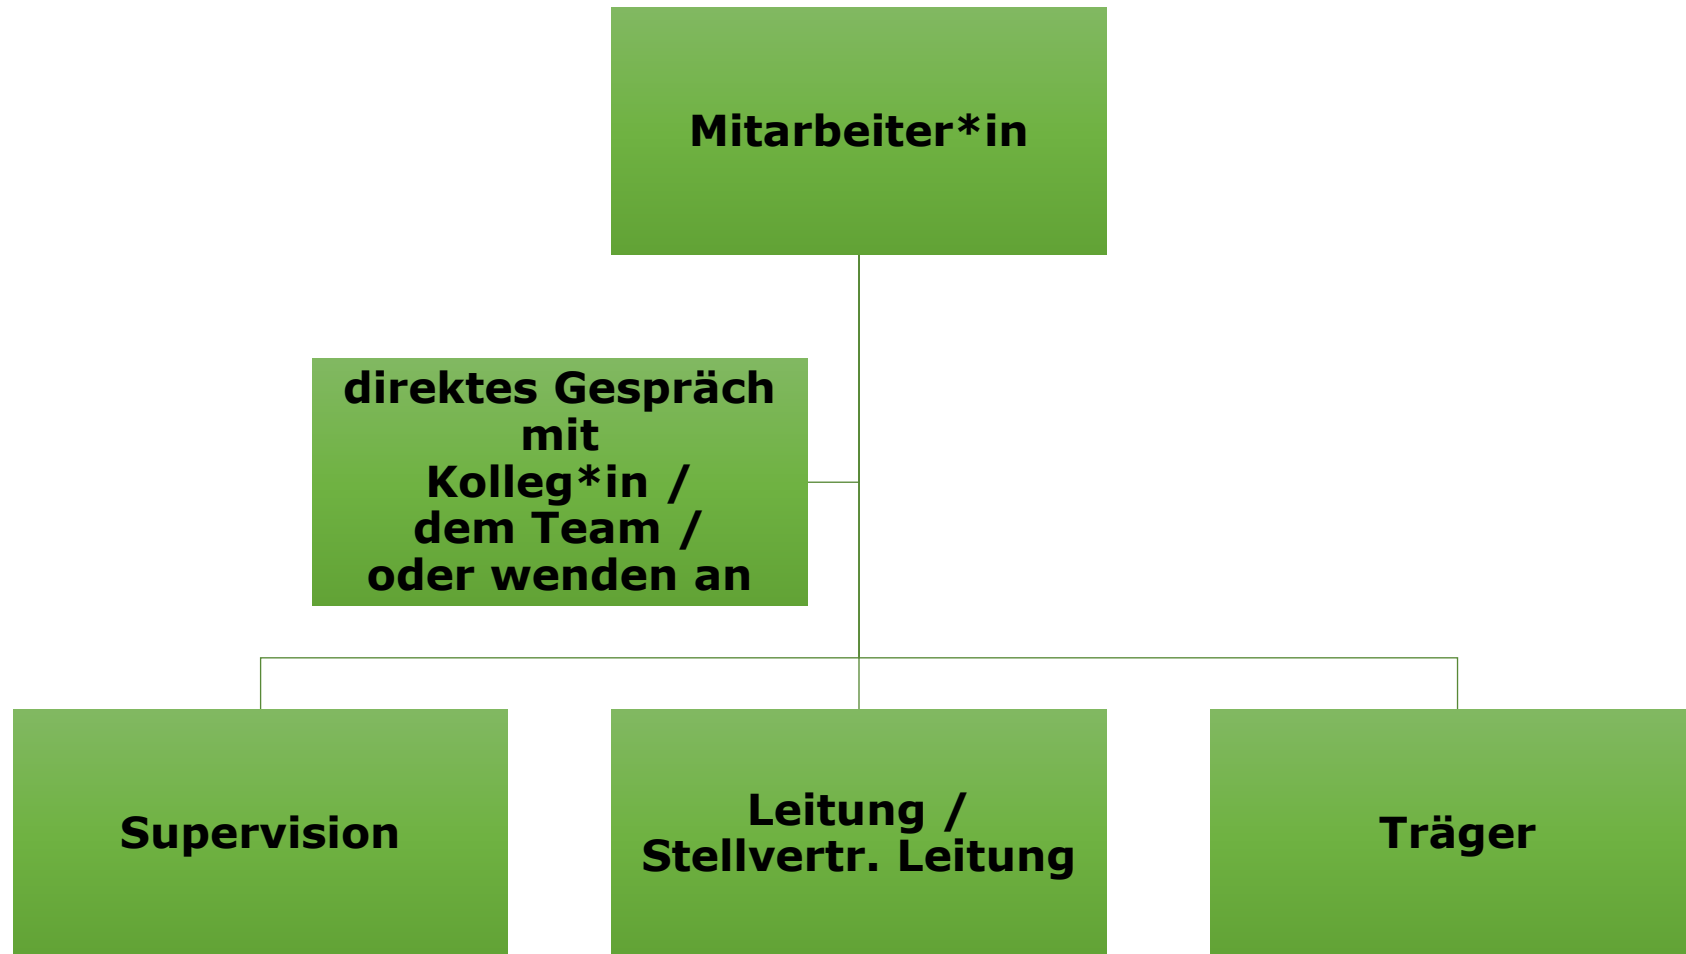 Mitarbeiter*in
direktes Gespräch
mit
Kolleg*in /
dem Team /
oder wenden an
Supervision
Leitung /
Stellvertr. Leitung
Träger